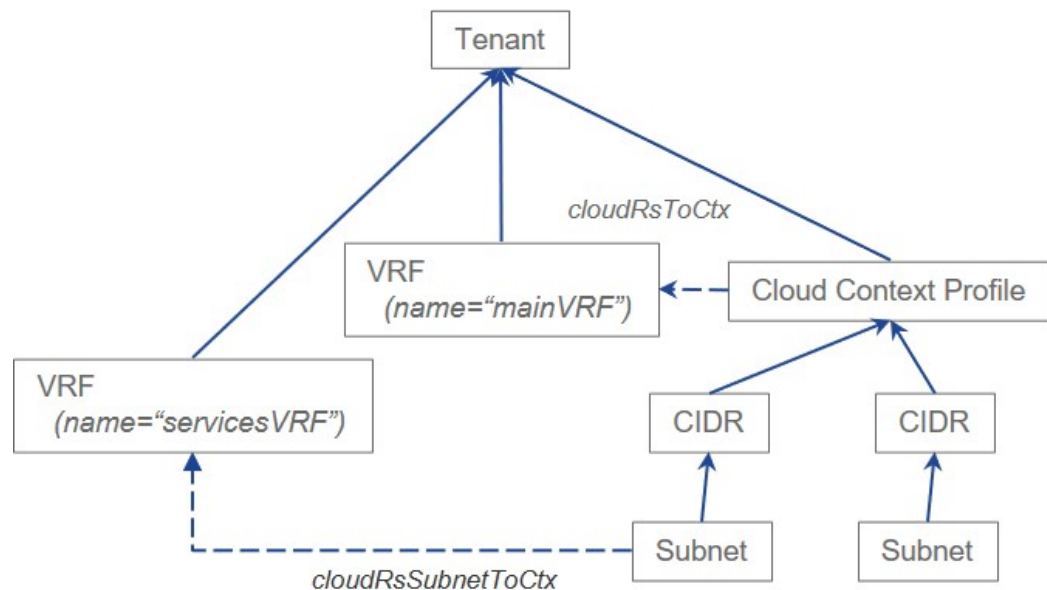 Tenant
cloudRsToCtx
VRF
(name=“mainVRF”)
Cloud Context Profile
VRF
(name=“servicesVRF”)
CIDR
CIDR
Subnet
Subnet
cloudRsSubnetToCtx